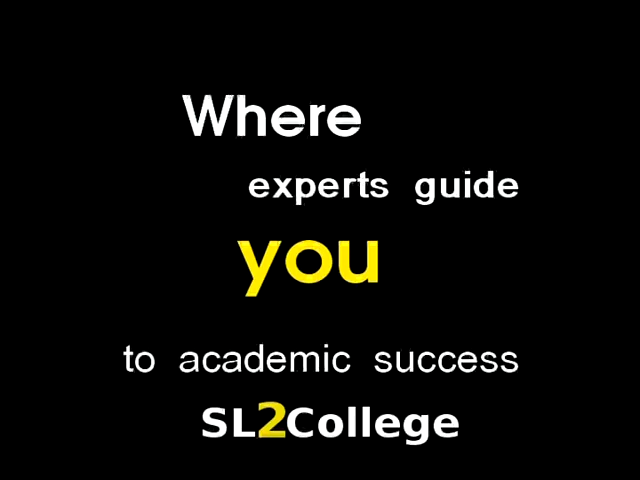 Where
experts guide
you
to academic success
SL2College